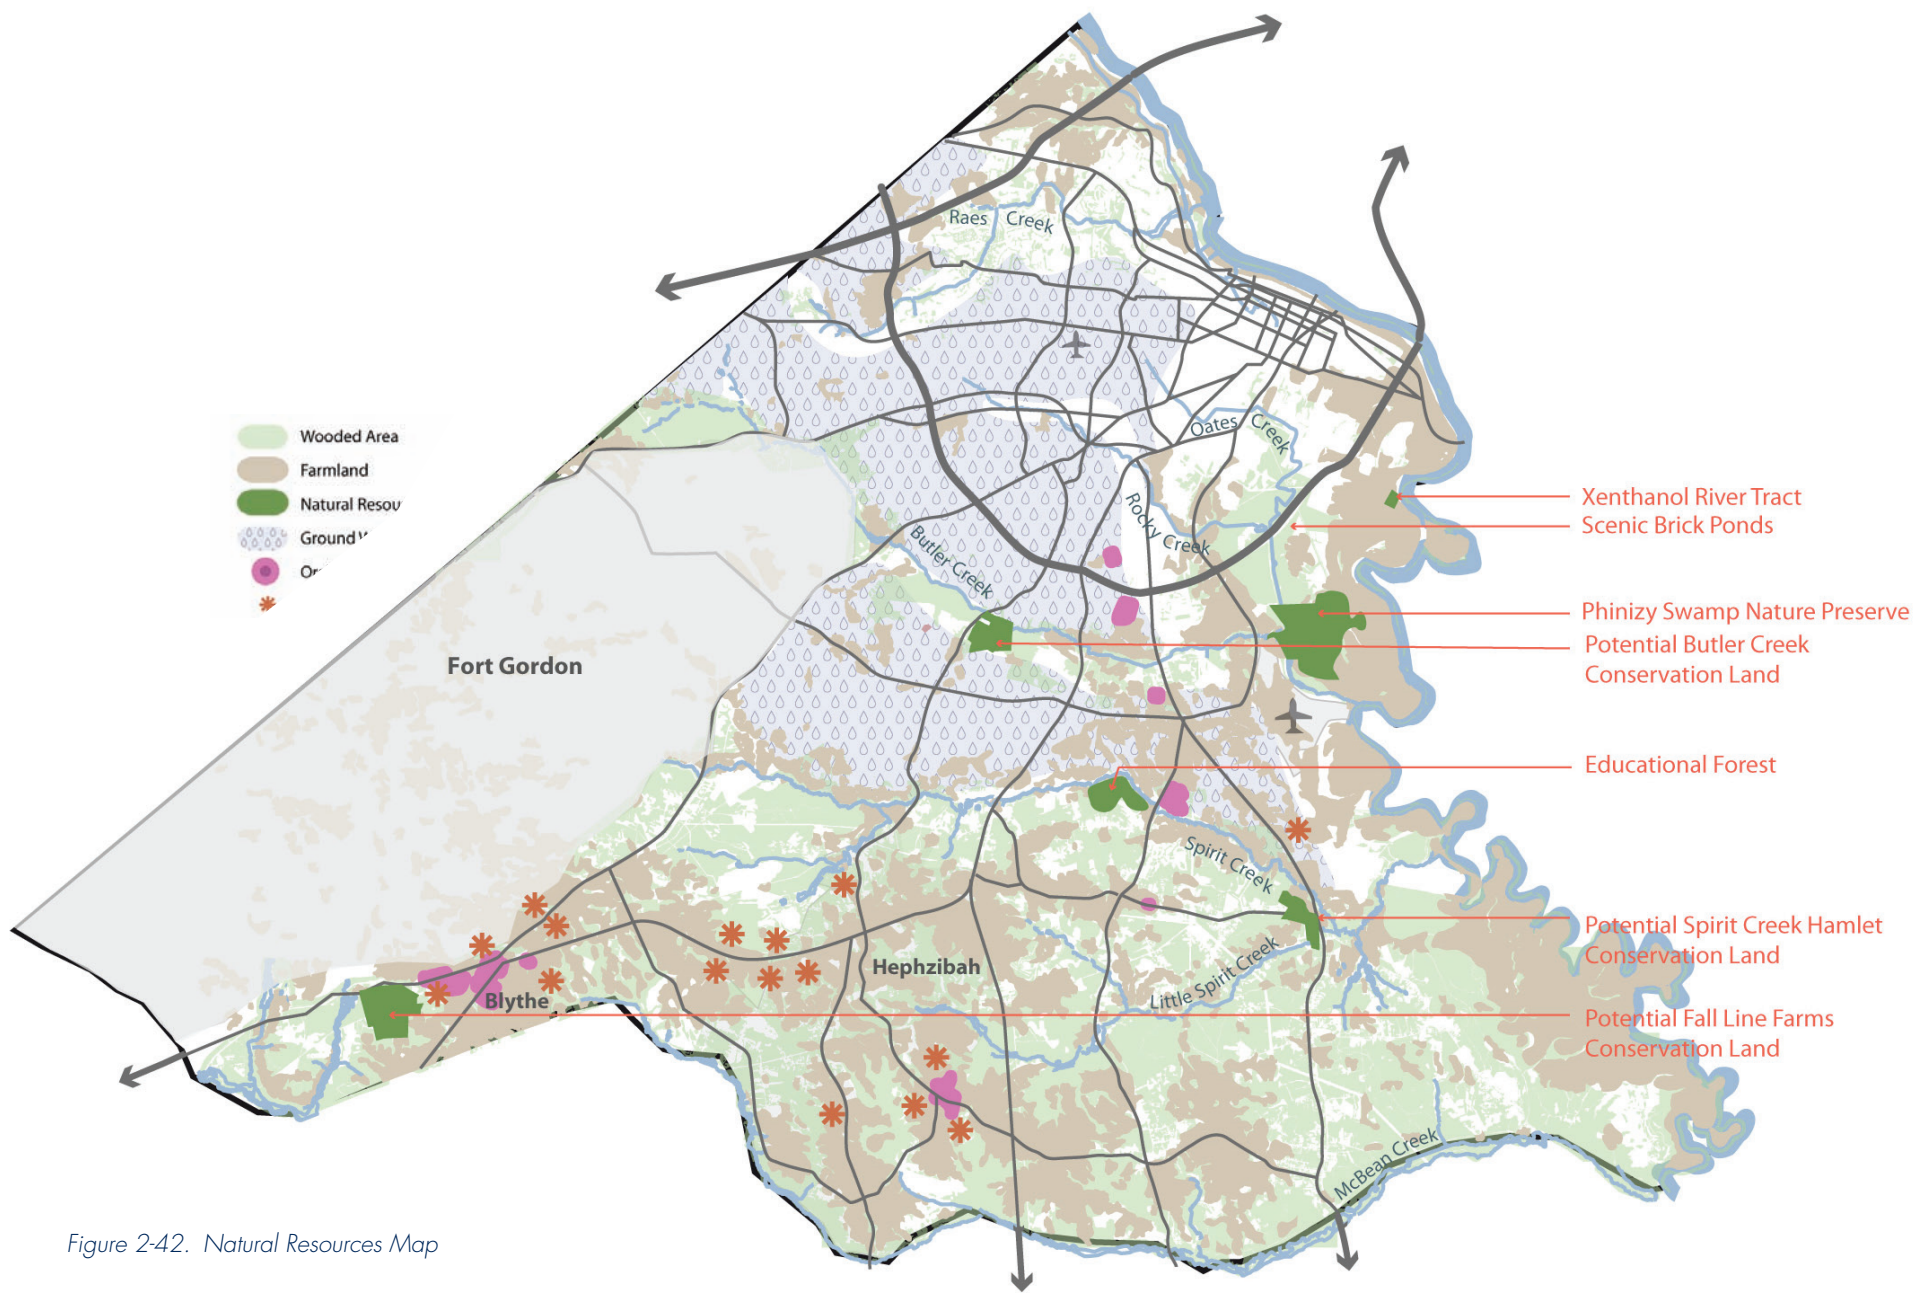 Raes Creek
Oates Creek
Wooded Area
Farmland
Natural
Ground
Rocky Creek
Butler Creek
Xenthanol River Tract
Scenic Brick Ponds
Phinizy Swamp Nature Preserve
Potential Butler Creek
Conservation Land
Fort Gordon
Educational Forest
Spirit Creek
Potential Spirit Creek Hamlet
Conservation Land
Hephzibah
Little Spirit Creek
Blythe
Potential Fall Line Farms
Conservation Land
McBean Creek
Figure 2-42. Natural Resources Map